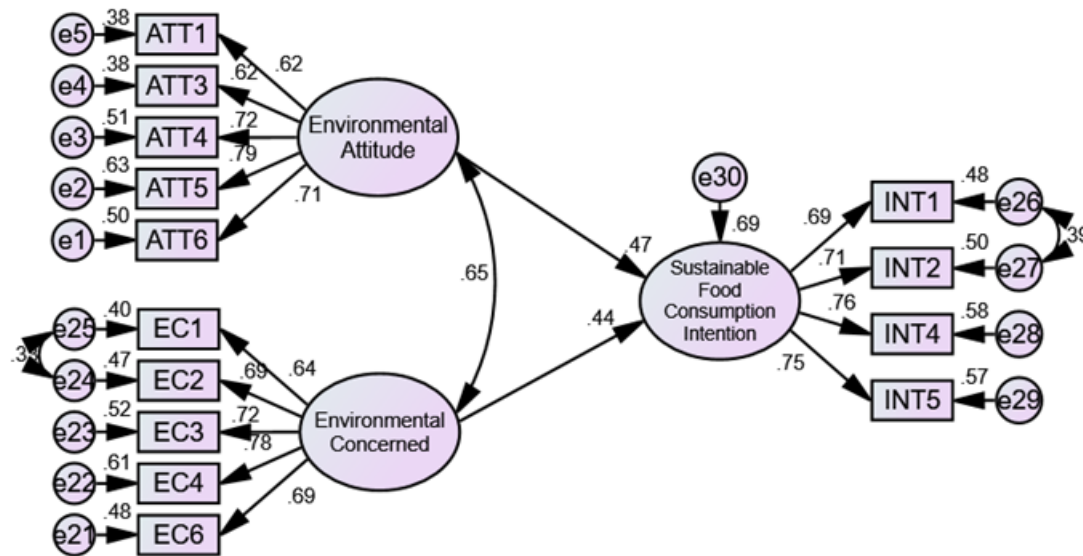 e5 .38 ATT1 .62
e4 .38 ATT3 .62
e3 .51 ATT4 .72
e2 .63 ATT5 .79
e1 .50 ATT6 .71
Environmental
Attitude
.65
e25 .40 EC1 .64
e24 .47 EC2 .69
e23 .52 EC3 .72
e22 .61 EC4 .78
e21 .48 EC6 .69
Environmental
Concerned
.47
.44
e30
.69
Sustainable
Food
Consumption
Intention
.69 INT1 .48 e26
.71 INT2 .50 e27
.76 INT4 .58 e28
.75 INT5 .57 e29